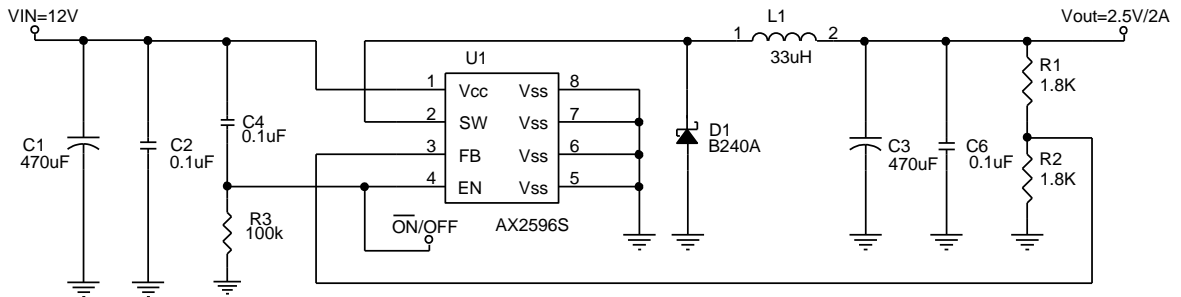 VIN=12V
L1
Vout=2.5V/2A
1
2
33uH
U1
R1
1.8K
1
Vcc
Vss
8
2
SW
Vss
7
3
FB
Vss
6
4
EN
Vss
5
AX2596S
C1
470uF
C2
0.1uF
C4
0.1uF
R3
100k
ON/OFF
D1
B240A
C3
470uF
C6
0.1uF
R2
1.8K